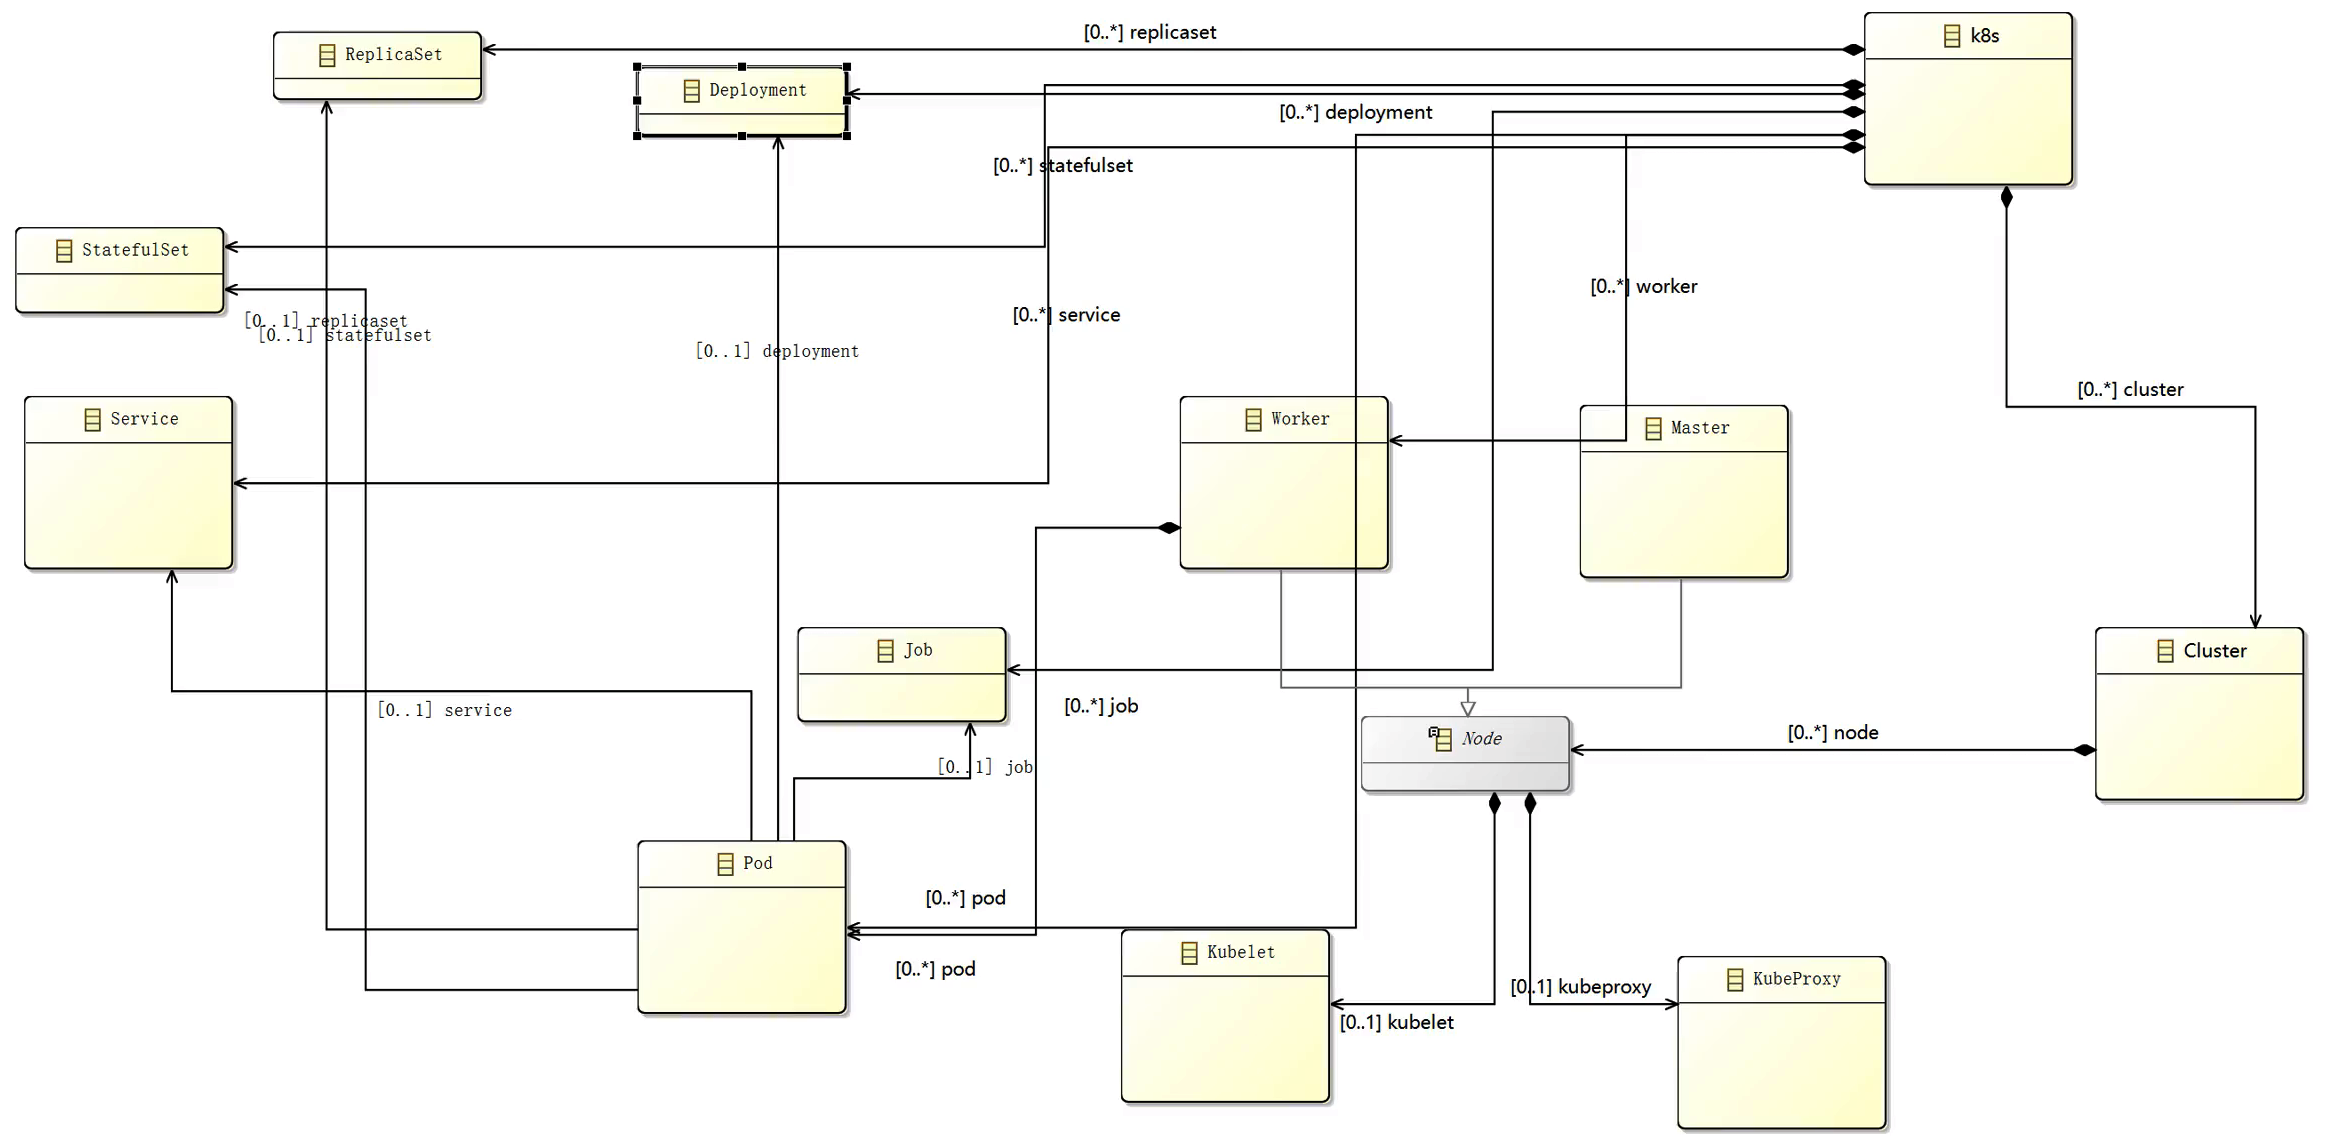 [0..*] replicaset
k8s
ReplicaSet
Deployment
[0..*] deployment
[0..*] statefulset
StatefulSet
[0..*] worker
[0..*] service
[0..1] replicaset
[0..1] statefulset
[0..1] deployment
[0..*] cluster
Service
Worker
Master
Job
Cluster
[0..*] job
[0..1] service
Node
[0..*] node
[0..1] job
Pod
[0..*] pod
Kubelet
[0..*] pod
KubeProxy
[0..1] kubeproxy
[0..1] kubelet